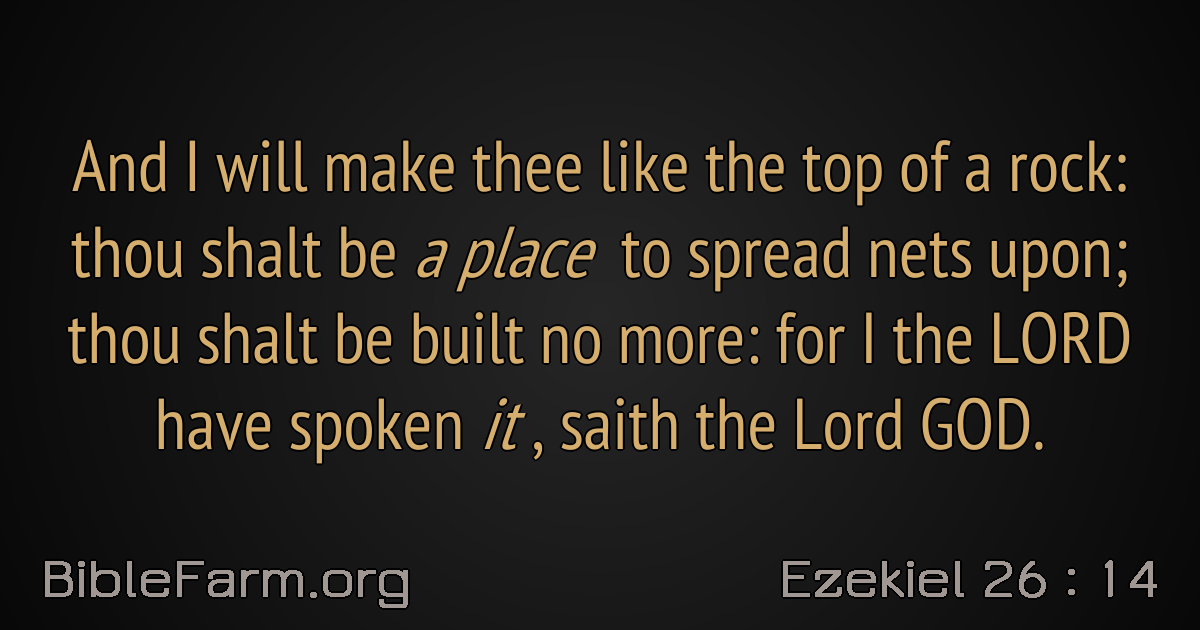 And I will make thee like the top of a rock:
thou shalt be a place to spread nets upon;
thou shalt be built no more: for I the LORD
have spoken it , saith the Lord GOD.
BibleFarm.org
Ezekiel 26 : 14